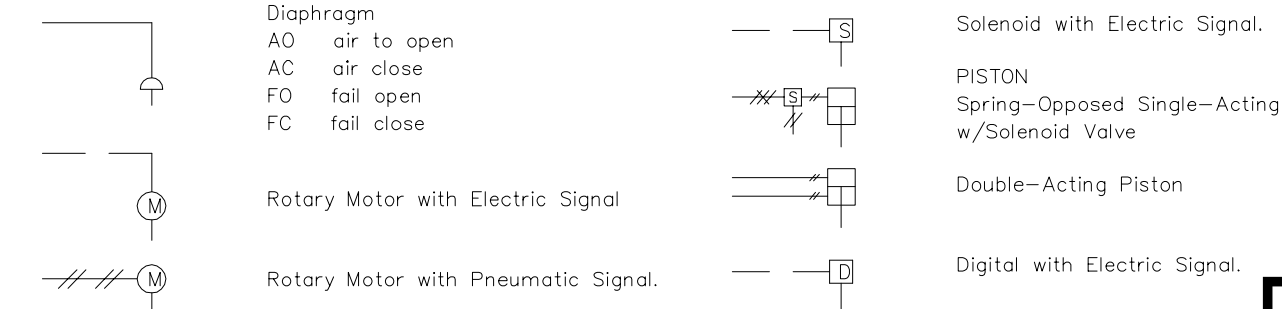 Diaphragm
AO air to open
AC air close
FO fail open
FC fail close
M
Rotary Motor with Electric Signal
M
Rotary Motor with Pneumatic Signal.
S
Solenoid with Electric Signal.
S
PISTON
Spring-Opposed Single-Acting
w/Solenoid Valve
Double-Acting Piston
D
Digital with Electric Signal.